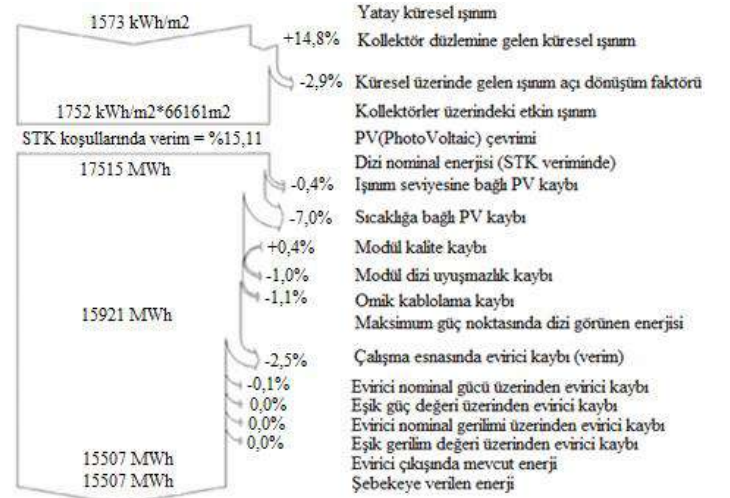 Yatay küresel ışınım
1573 kWh/m2
+14,8% Kollektör düzlemine gelen küresel ışınım
-2,9% Küresel üzerinde gelen ışınım açı dönüşüm faktörü
1752 kWh/m2*66161m2 Kollektörler üzerindeki etkin ışınım
STK koşullarında verim = %15,11 PV(PhotoVoltaic) çevrimi
Dizi nominal enerjisi (STK veriminde)
17515 MWh
-0,4% Işınım seviyesine bağlı PV kaybı
-7,0% Sıcaklığa bağlı PV kaybı
+0,4% Modül kalite kaybı
-1,0% Modül dizi uyuşmazlık kaybı
-1,1% Omik kablolama kaybı
15921 MWh Maksimum güç noktasında dizi görünen enerjisi
-2,5% Çalışma esnasında evirici kaybı (verim)
-0,1% Evirici nominal gücü üzerinden evirici kaybı
0,0% Eşik güç değeri üzerinden evirici kaybı
0,0% Evirici nominal gerilimi üzerinden evirici kaybı
0,0% Eşik gerilim değeri üzerinden evirici kaybı
15507 MWh Evirici çıkışında mevcut enerji
15507 MWh Şebekeye verilen enerji